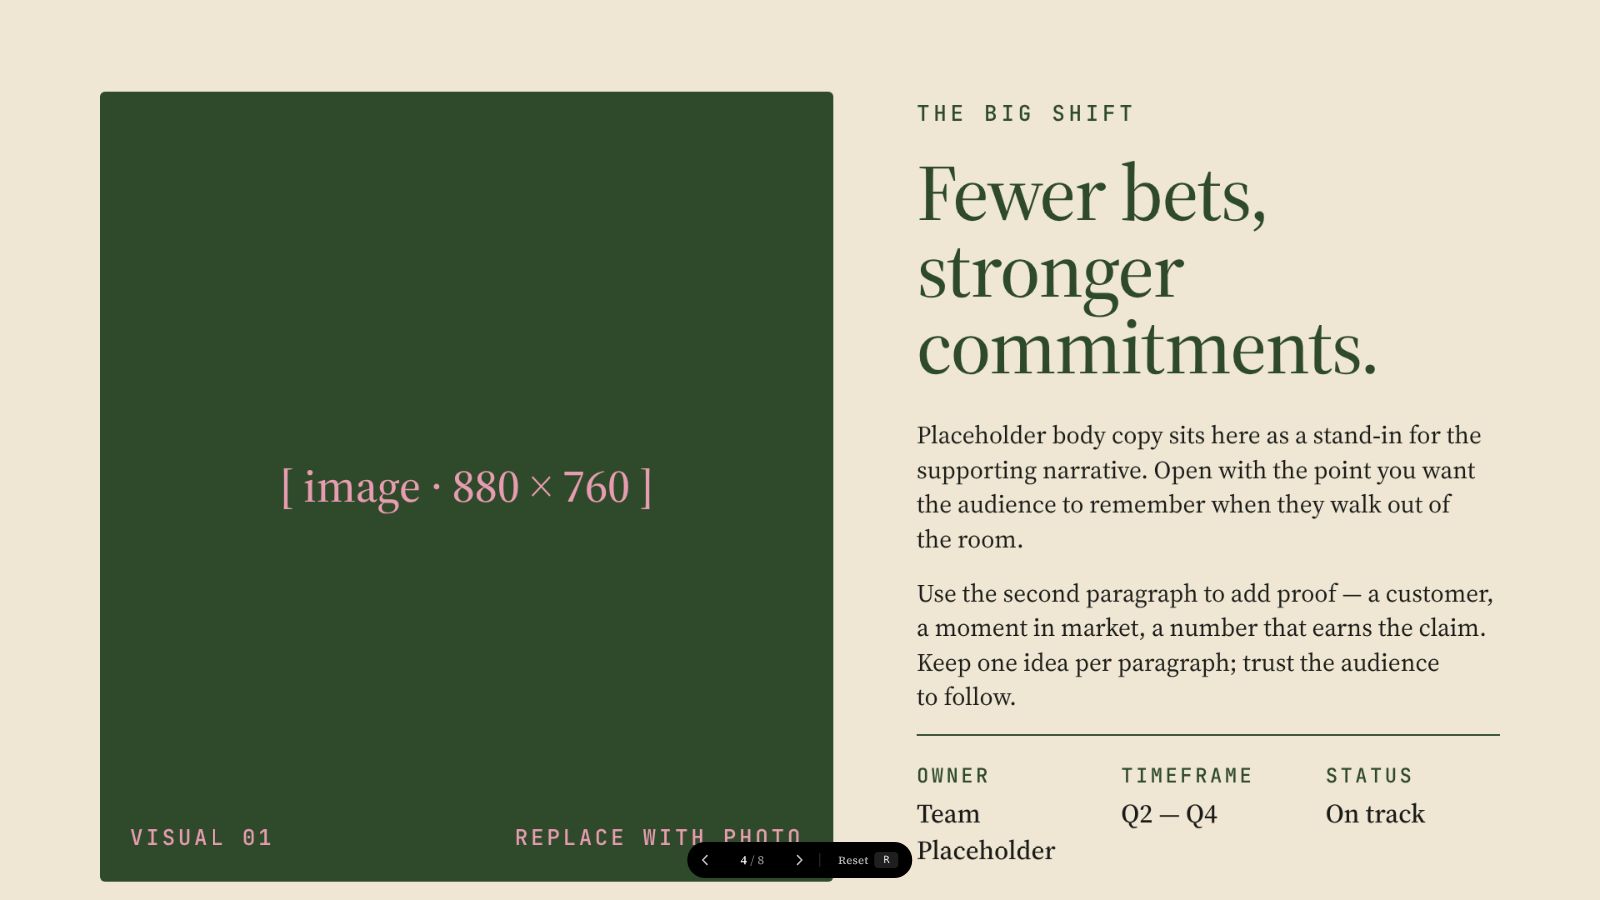 [ image · 880 × 760 ]
VISUAL 01
REPLACE WITH PHOTO
THE BIG SHIFT
Fewer bets,
stronger
commitments.
Placeholder body copy sits here as a stand-in for the
supporting narrative. Open with the point you want
the audience to remember when they walk out of
the room.
Use the second paragraph to add proof — a customer,
a moment in market, a number that earns the claim.
Keep one idea per paragraph; trust the audience
to follow.
OWNER
Team
Placeholder
TIMEFRAME
Q2 — Q4
STATUS
On track
4 / 8
Reset R